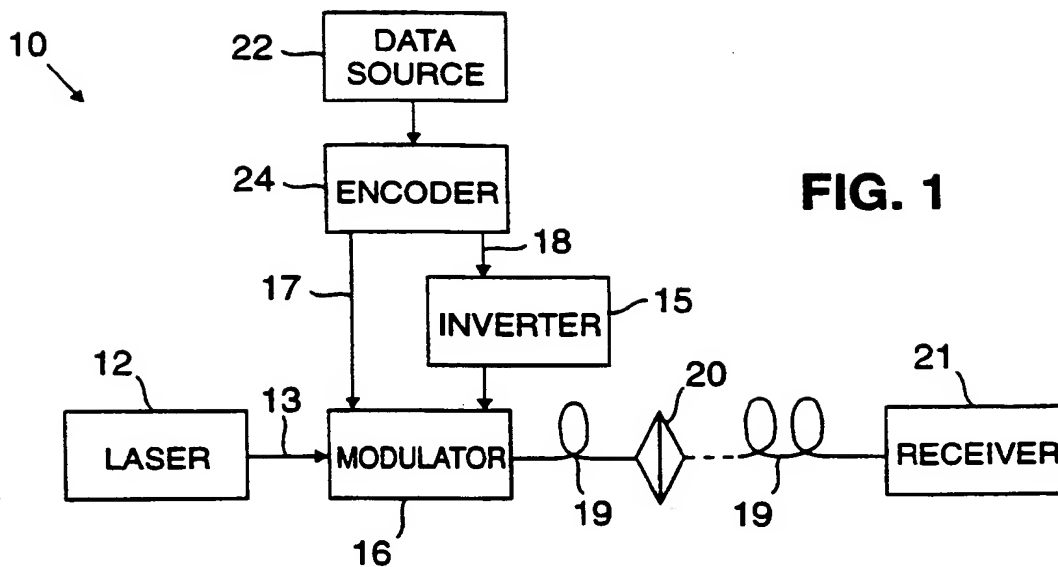 10
22
DATA
SOURCE
24
ENCODER
FIG. 1
17
18
INVERTER
15
12
LASER
13
MODULATOR
16
19
20
19
21
RECEIVER